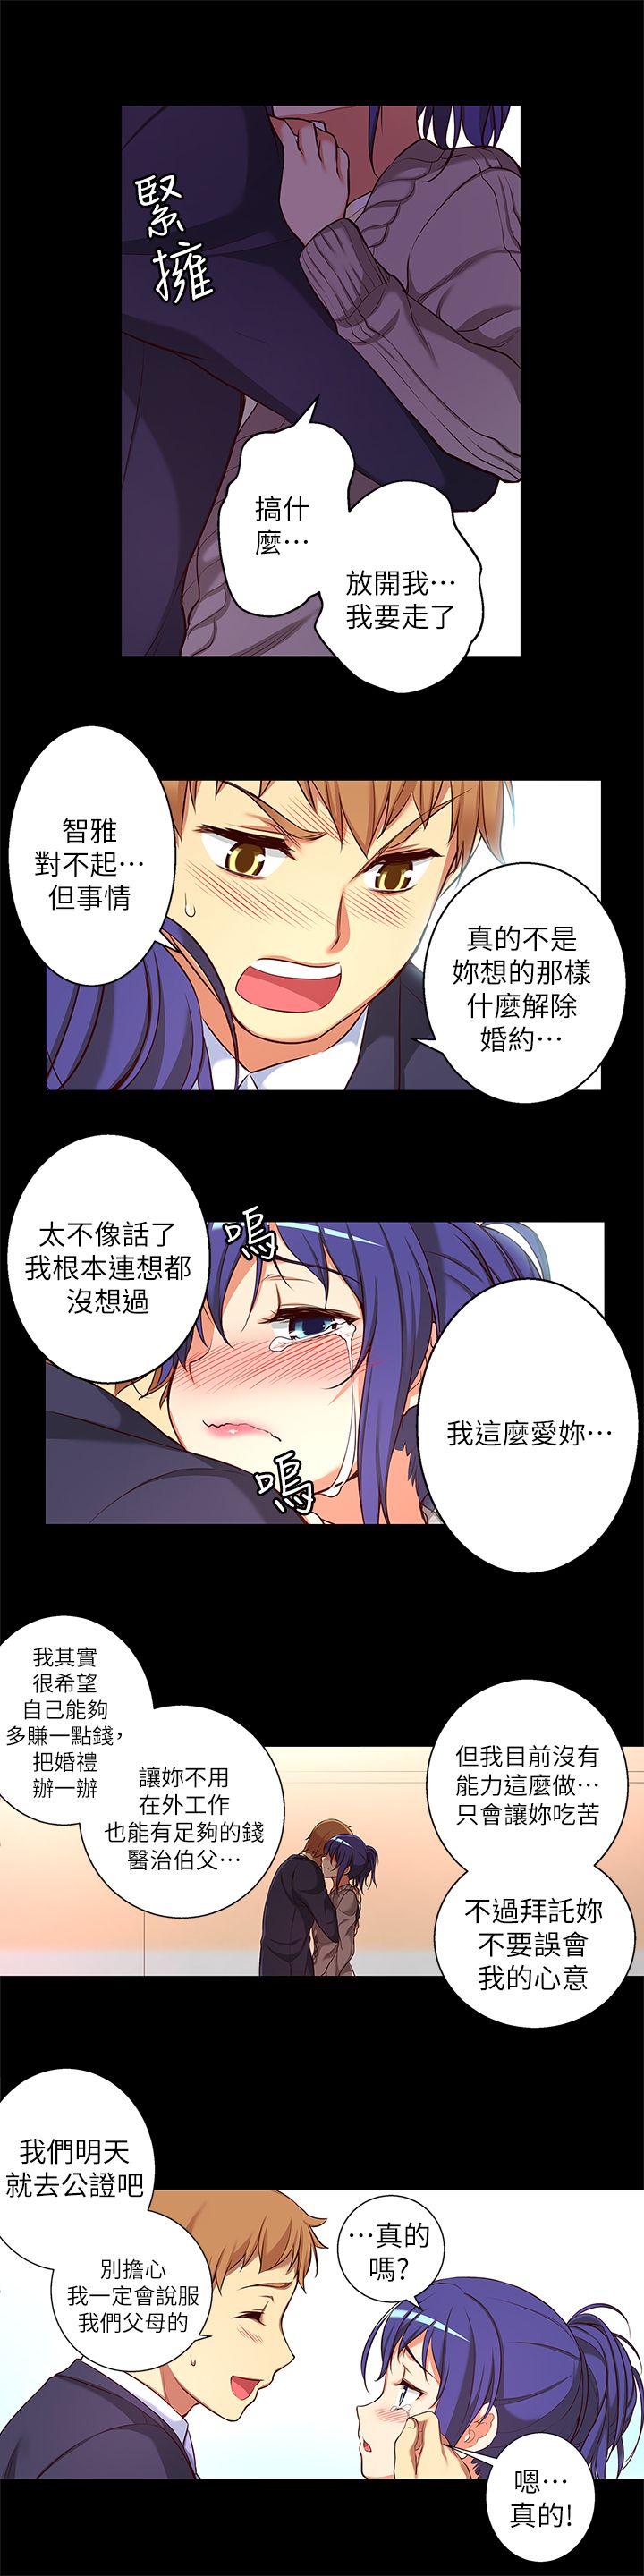 緊
擁
搞什
麼…
放開我…
我要走了
智雅
對不起…
但事情
真的不是
妳想的那樣
什麼解除
婚約…
太不像話了
我根本連想都
沒想過
嗚
我這麼愛妳…
嗚
我其實
很希望
自己能夠
多賺一點錢,
把婚禮
辦一辦
讓妳不用
在外工作
也能有足夠的錢
醫治伯父…
但我目前沒有
能力這麼做…
只會讓妳吃苦
不過拜託妳
不要誤會
我的心意
我們明天
就去公證吧
別擔心
我一定會說服
我們父母的
…真的
嗎?
嗯…
真的!